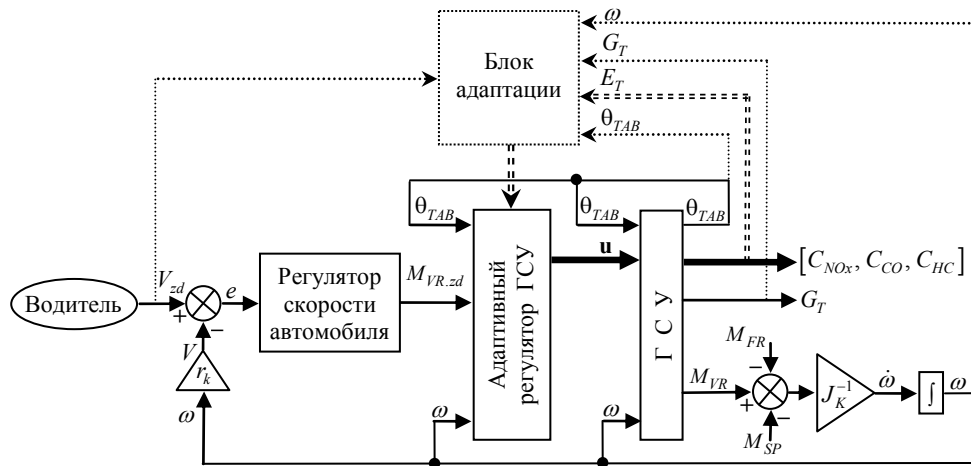 ω
G_T
Блок
адаптации
E_T
θ_TAB
θ_TAB
θ_TAB
θ_TAB
u
[C_NOx, C_CO, C_HC]
V_zd
Водитель
+
−
e
Регулятор
скорости
автомобиля
M_VR.zd
Адаптивный
регулятор ГСУ
Г С У
G_T
M_FR
−
V
r_k
M_VR
+
−
J_K^−1
ω̇
∫
ω
ω
ω
ω
M_SP